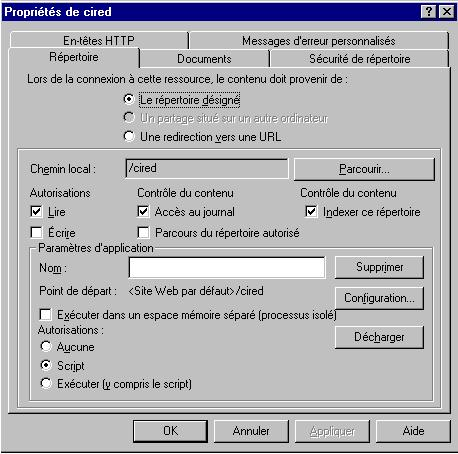 Propriétés de cired
En-têtes HTTP Messages d'erreur personnalisés
Répertoire Documents Sécurité de répertoire
Lors de la connexion à cette ressource, le contenu doit provenir de :
Le répertoire désigné
Un partage situé sur un autre ordinateur
Une redirection vers une URL
Chemin local : /cired Parcourir...
Autorisations Contrôle du contenu Contrôle du contenu
Lire Accès au journal Indexer ce répertoire
Écrire Parcours du répertoire autorisé
Paramètres d'application
Nom : Supprimer
Point de départ : <Site Web par défaut>/cired Configuration...
Exécuter dans un espace mémoire séparé (processus isolé)
Autorisations : Décharger
Aucune
Script
Exécuter (y compris le script)
OK Annuler Appliquer Aide